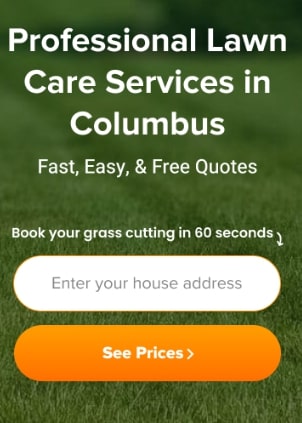 Professional Lawn
Care Services in
Columbus
Fast, Easy, & Free Quotes
Book your grass cutting in 60 seconds
Enter your house address
See Prices >